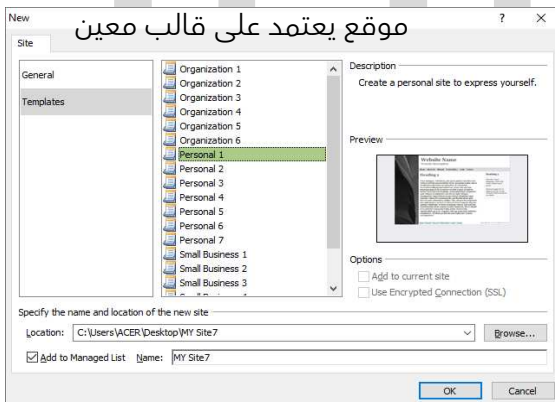 New
موقع يعتمد على قالب معين
? X
Site
General
Templates
Organization 1
Organization 2
Organization 3
Organization 4
Organization 5
Organization 6
Personal 1
Personal 2
Personal 3
Personal 4
Personal 5
Personal 6
Personal 7
Small Business 1
Small Business 2
Small Business 3
Description
Create a personal site to express yourself.
Preview
Website Name
Options
Add to current site
Use Encrypted Connection (SSL)
Specify the name and location of the new site
Location: C:\Users\ACER\Desktop\MY Site7 Browse...
Add to Managed List Name: MY Site7
OK Cancel